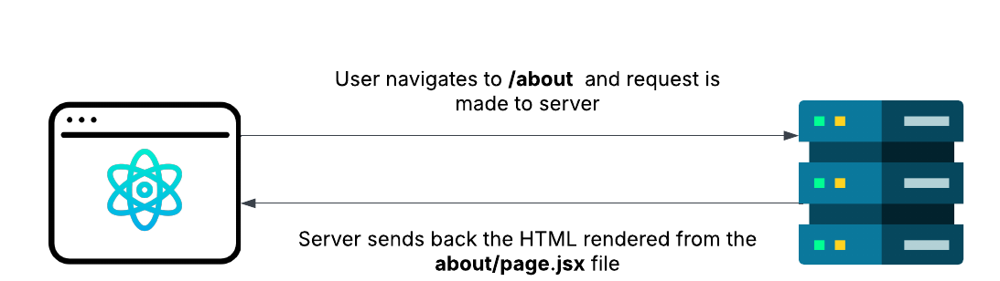 User navigates to /about and request is
made to server
Server sends back the HTML rendered from the
about/page.jsx file